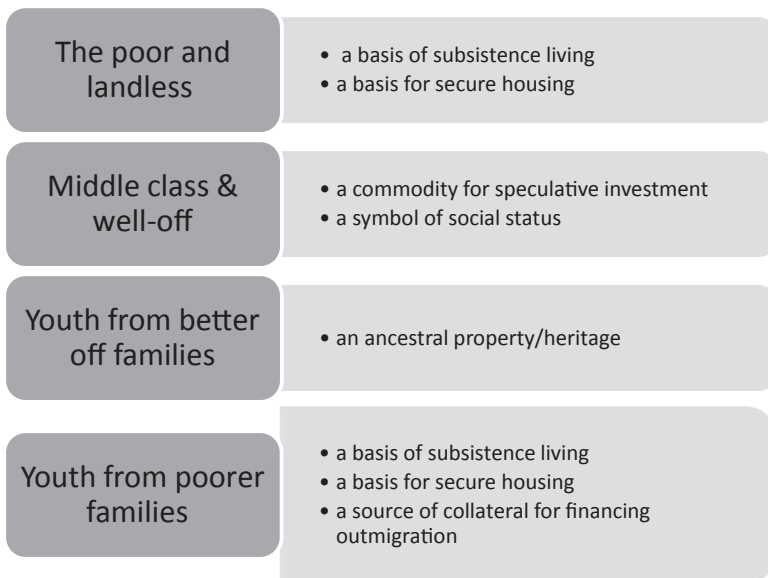 The poor and
landless
• a basis of subsistence living
• a basis for secure housing
Middle class &
well-off
• a commodity for speculative investment
• a symbol of social status
Youth from better
off families
• an ancestral property/heritage
Youth from poorer
families
• a basis of subsistence living
• a basis for secure housing
• a source of collateral for financing
outmigration